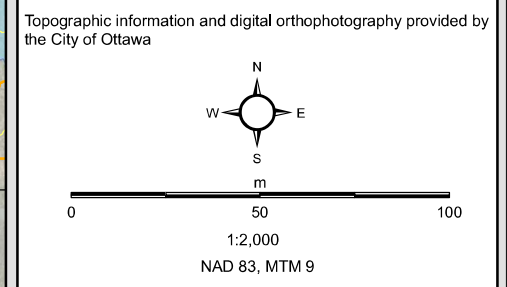 Topographic information and digital orthophotography provided by
the City of Ottawa
N
W E
S
m
0 50 100
1:2,000
NAD 83, MTM 9